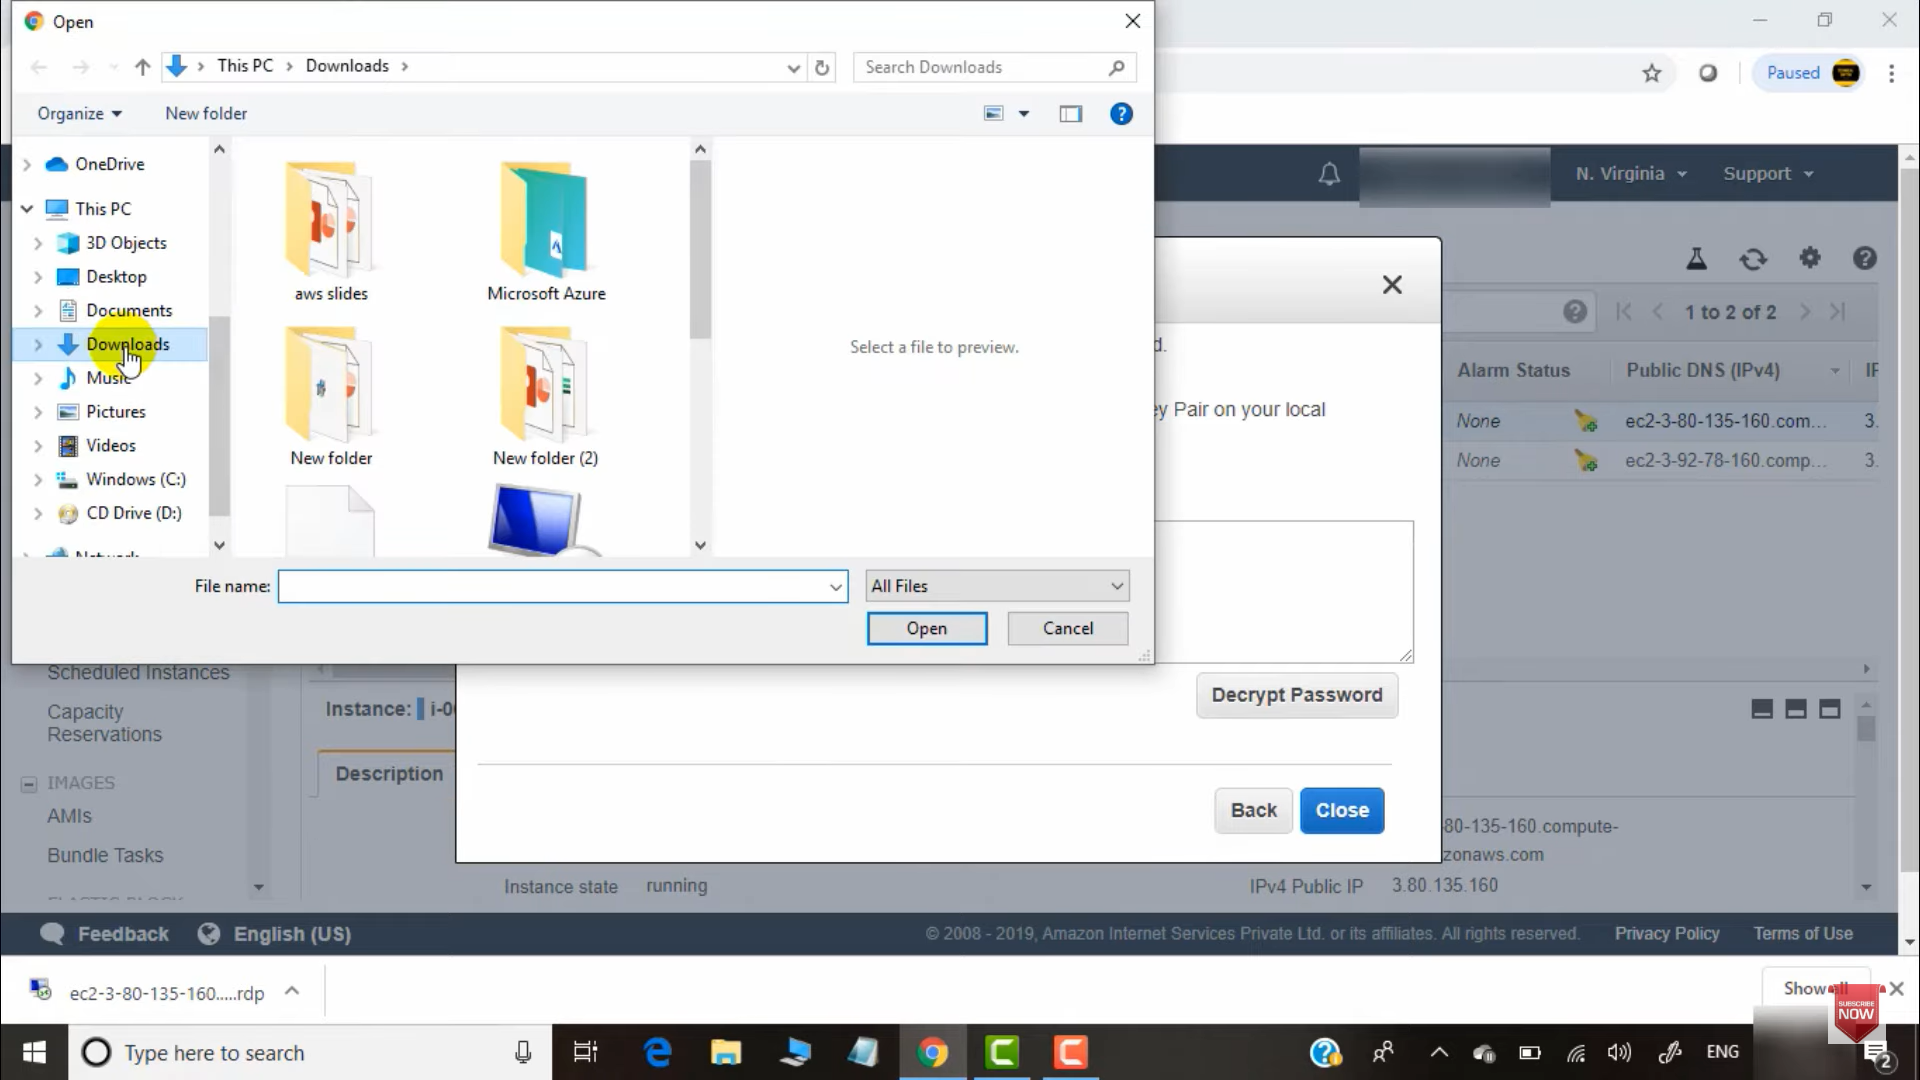 Open
This PC
Downloads
Search Downloads
Paused
Organize
New folder
OneDrive
This PC
3D Objects
Desktop
Documents
Downloads
Music
Pictures
Videos
Windows (C:)
CD Drive (D:)
Network
aws slides
Microsoft Azure
New folder
New folder (2)
Select a file to preview.
File name:
All Files
Open
Cancel
N. Virginia
Support
1 to 2 of 2
d.
ey Pair on your local
Alarm Status
Public DNS (IPv4)
None
ec2-3-80-135-160.com...
3.
None
ec2-3-92-78-160.comp...
3.
Decrypt Password
Back
Close
Scheduled Instances
Capacity
Reservations
IMAGES
AMIs
Bundle Tasks
Instance:
Description
80-135-160.compute-
zonaws.com
Instance state
running
IPv4 Public IP
3.80.135.160
Feedback
English (US)
© 2008 - 2019, Amazon Internet Services Private Ltd. or its affiliates. All rights reserved.
Privacy Policy
Terms of Use
ec2-3-80-135-160.....rdp
Show all
SUBSCRIBE
NOW
Type here to search
ENG
2